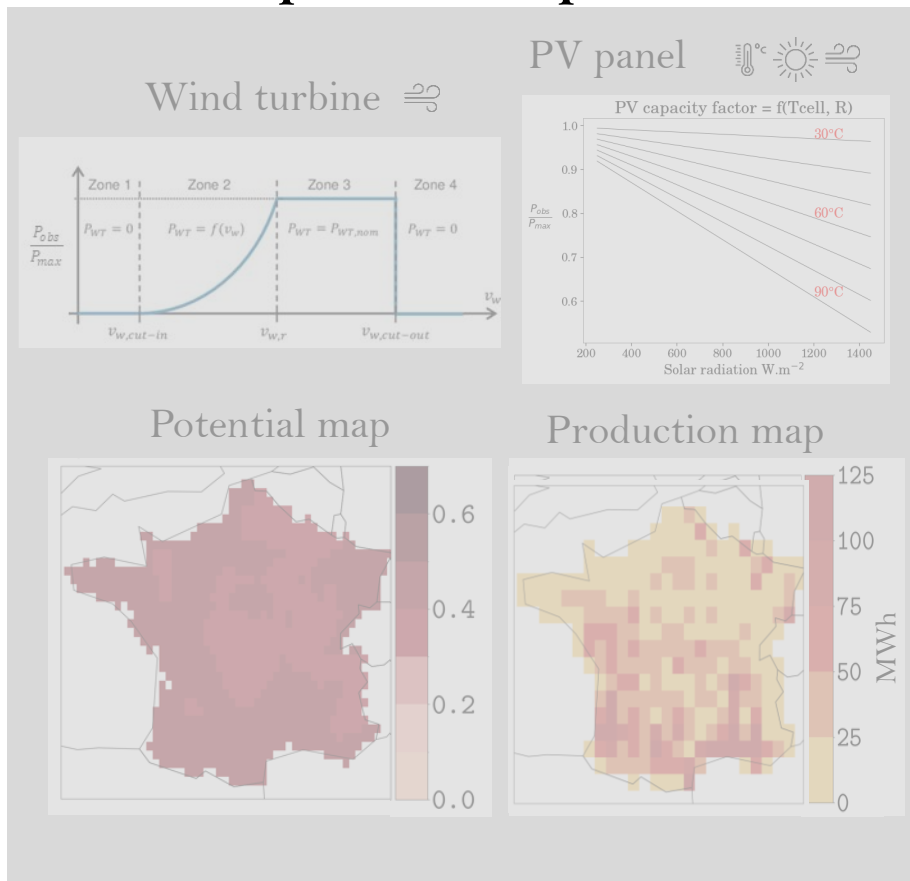 PV panel °C
Wind turbine
PV capacity factor = f(Tcell, R)
1.0
30°C
0.9
P_obs
P_max
0.8
60°C
0.7
0.6
90°C
200 400 600 800 1000 1200 1400
Solar radiation W.m⁻²
Zone 1 Zone 2 Zone 3 Zone 4
P_obs
P_max
P_WT = 0 P_WT = f(v_w) P_WT = P_WT,nom P_WT = 0
v_w
v_w,cut−in v_w,r v_w,cut−out
Potential map
0.6
0.4
0.2
0.0
Production map
125
100
75
50
25
0
MWh